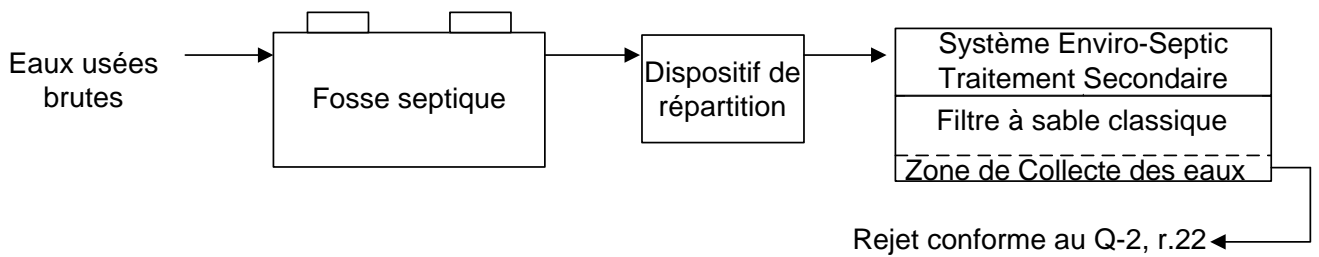 Eaux usées
brutes
Fosse septique
Dispositif de
répartition
Système Enviro-Septic
Traitement Secondaire
Filtre à sable classique
Zone de Collecte des eaux
Rejet conforme au Q-2, r.22